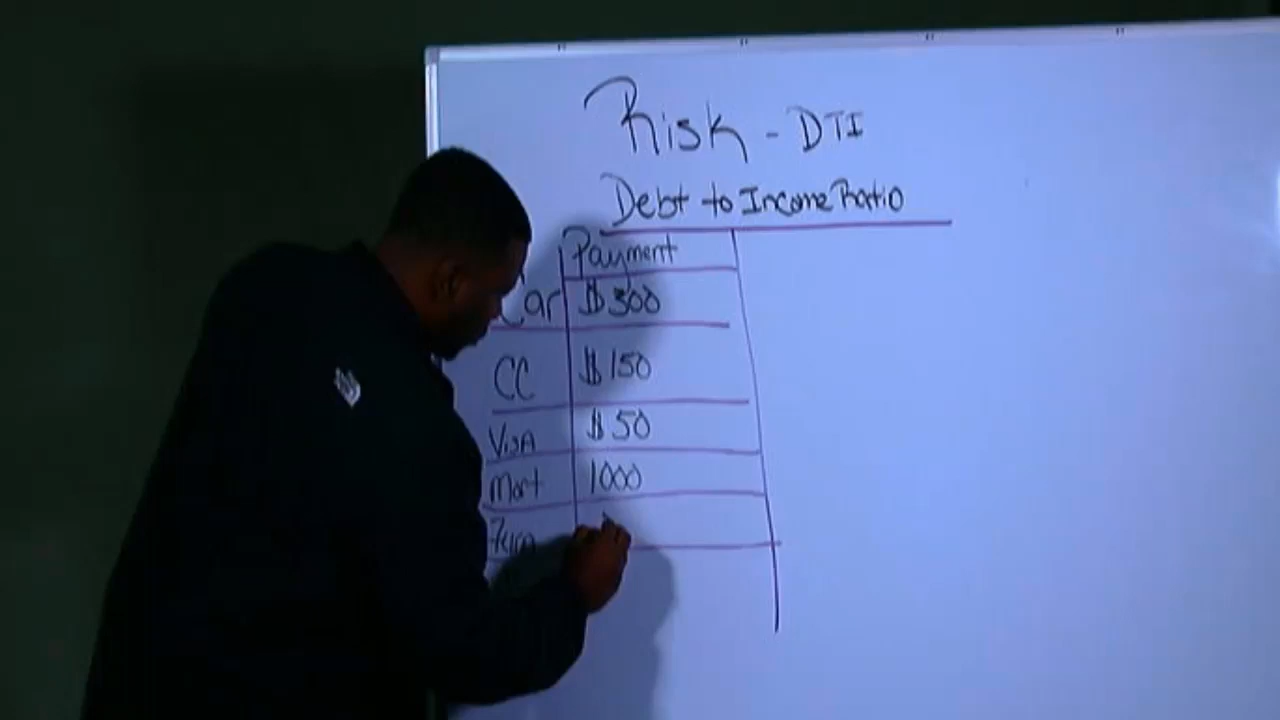 Risk - DTI
Debt to Income Ratio
Payment
Car $300
CC $150
Visa $50
Mort 1000